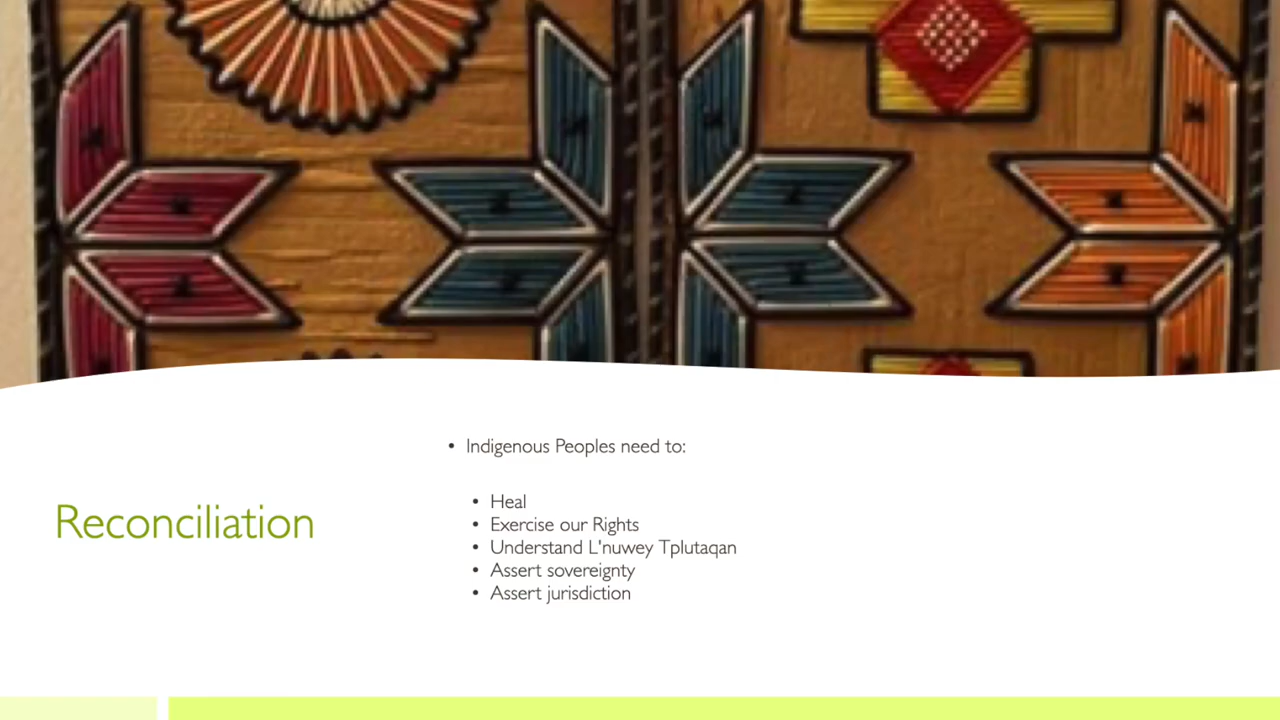 Reconciliation
• Indigenous Peoples need to:
• Heal
• Exercise our Rights
• Understand L'nuwey Tplutaqan
• Assert sovereignty
• Assert jurisdiction